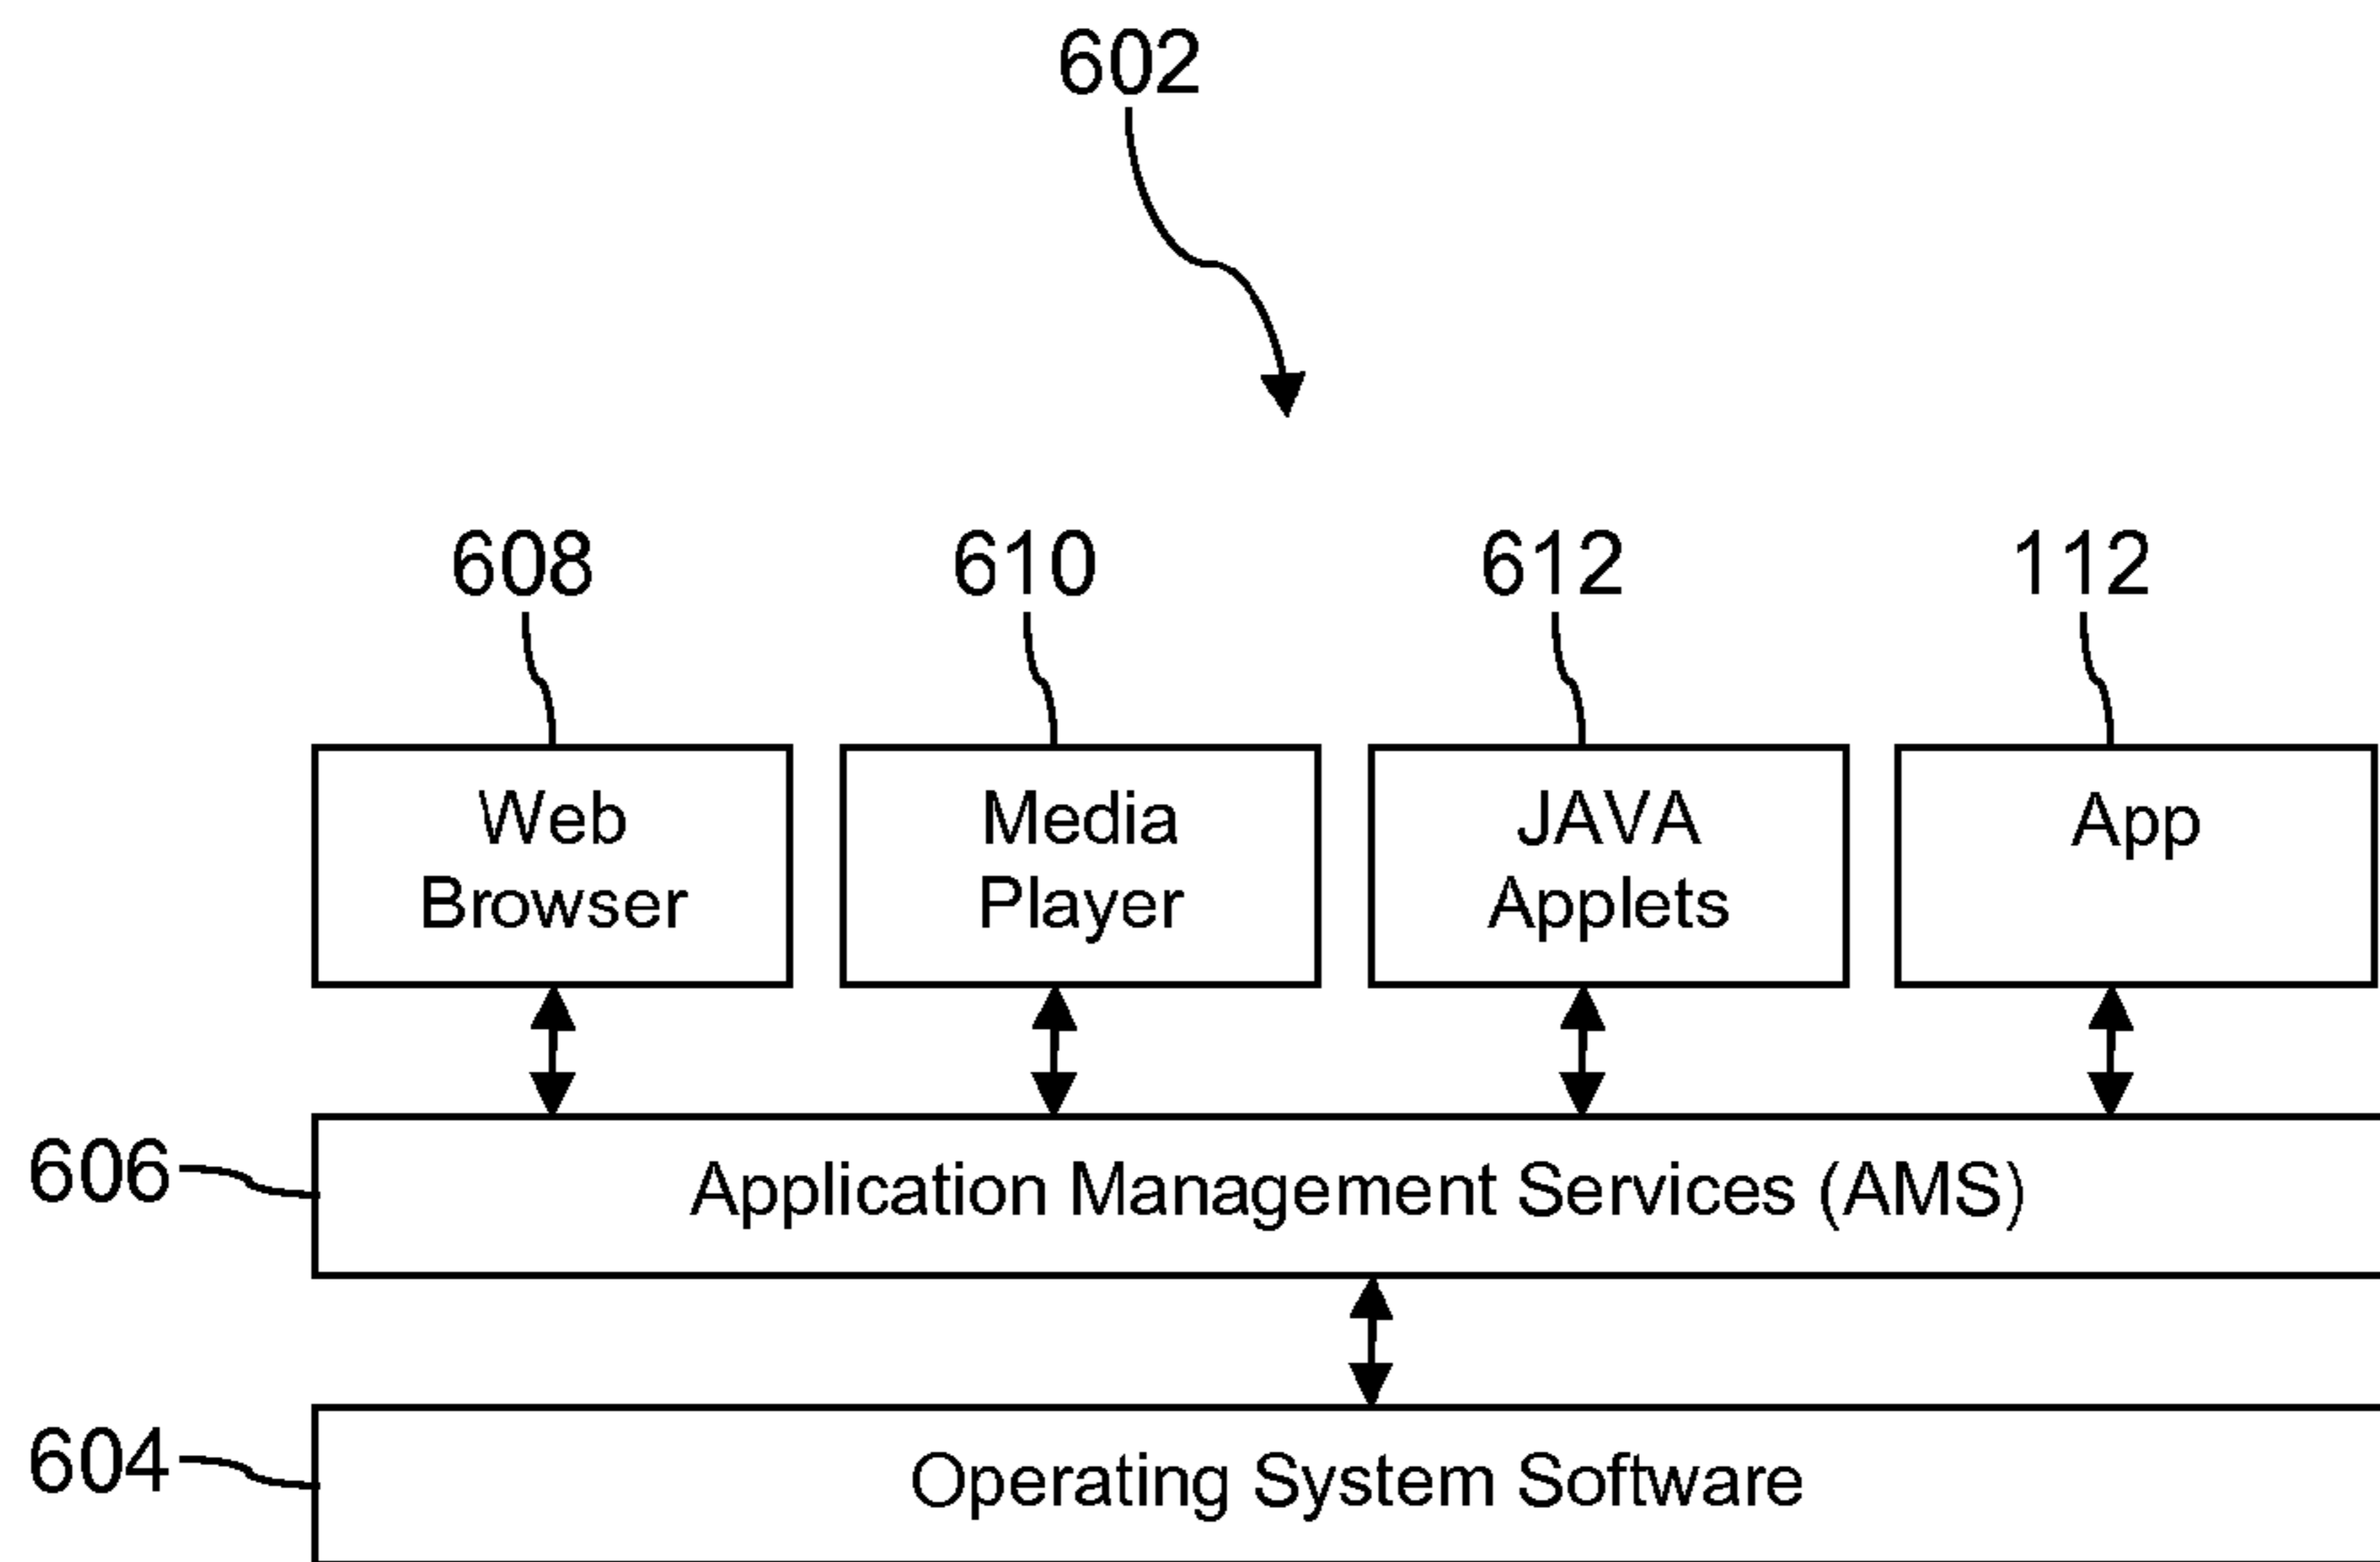 602
608
610
612
112
Web
Browser
Media
Player
JAVA
Applets
App
606
Application Management Services (AMS)
604
Operating System Software